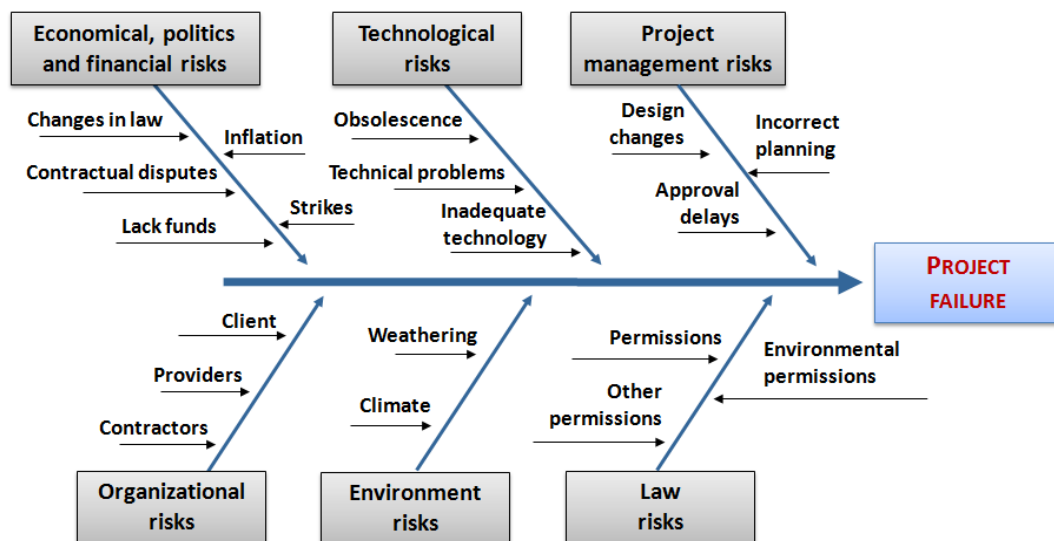 Economical, politics
and financial risks
Technological
risks
Project
management risks
Changes in law
Inflation
Contractual disputes
Strikes
Lack funds
Obsolescence
Technical problems
Inadequate
technology
Design
changes
Incorrect
planning
Approval
delays
PROJECT
FAILURE
Client
Providers
Contractors
Weathering
Climate
Permissions
Environmental
permissions
Other
permissions
Organizational
risks
Environment
risks
Law
risks